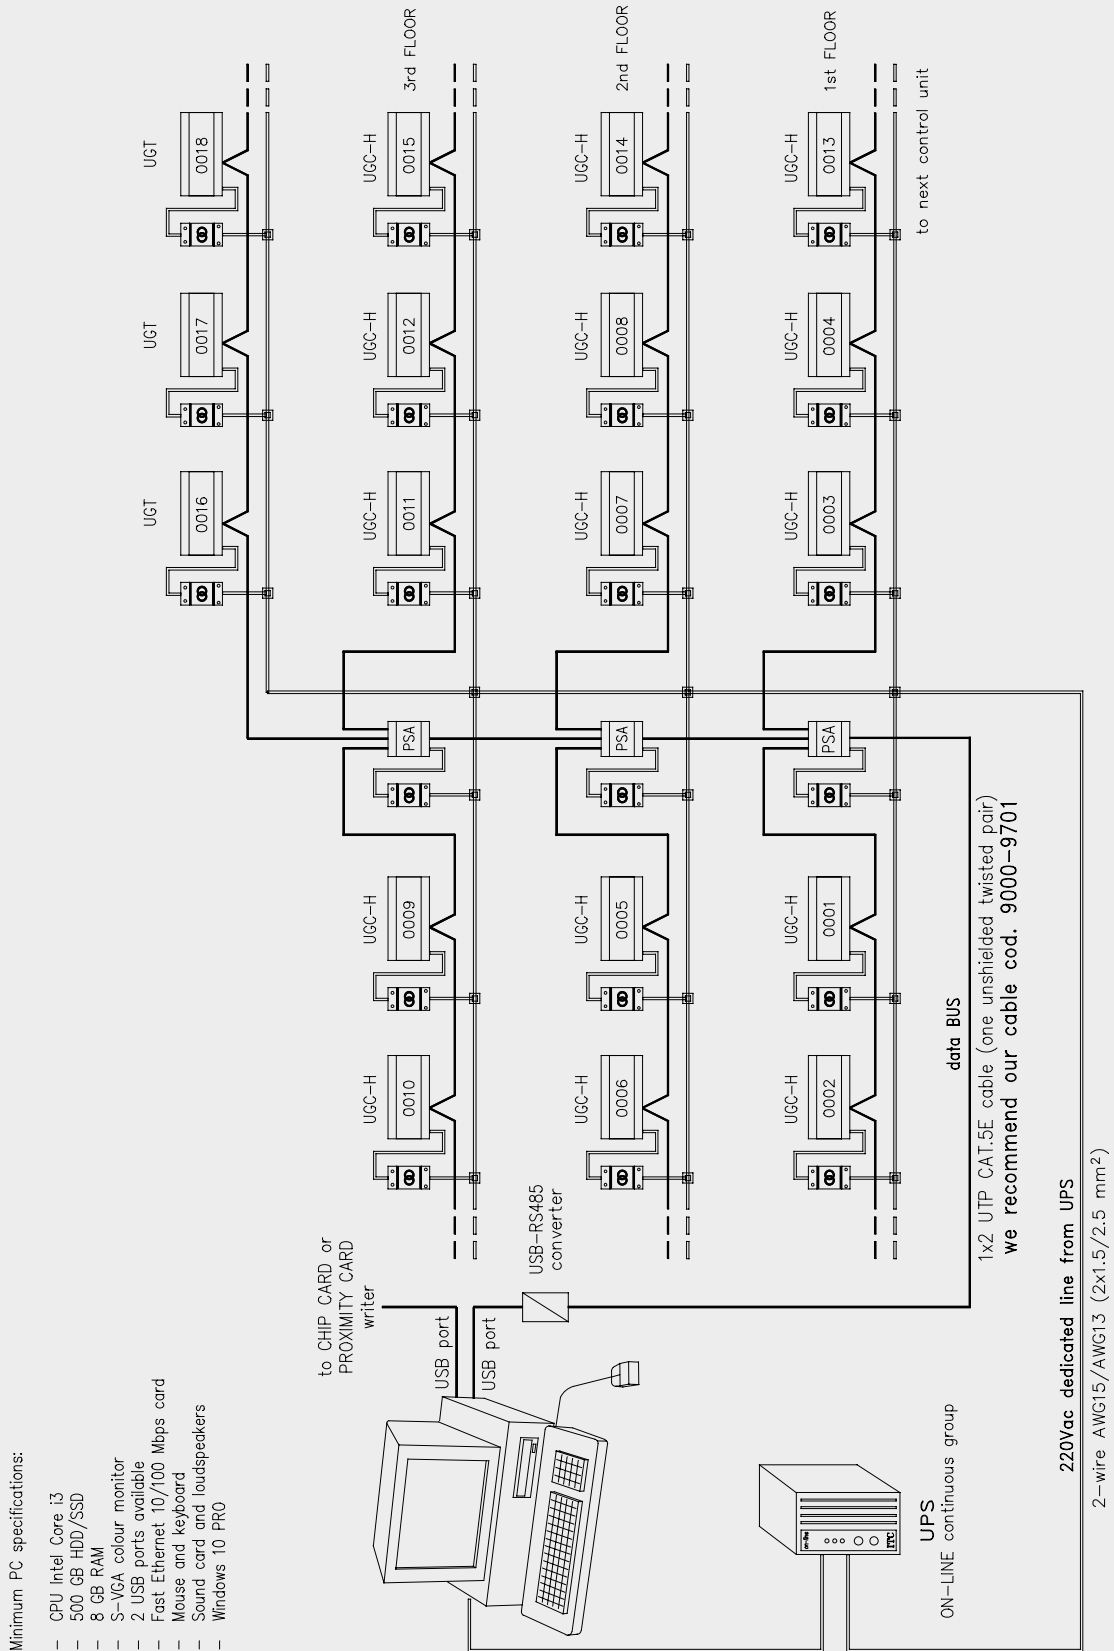 Minimum PC specifications:
– CPU Intel Core i3
– 500 GB HDD/SSD
– 8 GB RAM
– S–VGA colour monitor
– 2 USB ports available
– Fast Ethernet 10/100 Mbps card
– Mouse and keyboard
– Sound card and loudspeakers
– Windows 10 PRO
UGT
UGT
UGT
0016
0017
0018
to CHIP CARD or
PROXIMITY CARD
writer
USB port
USB port
USB–RS485
converter
UGC–H
UGC–H
UGC–H
UGC–H
UGC–H
3rd FLOOR
0010
0009
PSA
0011
0012
0015
UGC–H
UGC–H
UGC–H
UGC–H
UGC–H
2nd FLOOR
0006
0005
PSA
0007
0008
0014
UGC–H
UGC–H
UGC–H
UGC–H
UGC–H
1st FLOOR
0002
0001
PSA
0003
0004
0013
to next control unit
on–line
TTC
UPS
ON–LINE continuous group
data BUS
1x2 UTP CAT.5E cable (one unshielded twisted pair)
we recommend our cable cod. 9000–9701
220Vac dedicated line from UPS
2–wire AWG15/AWG13 (2x1.5/2.5 mm²)